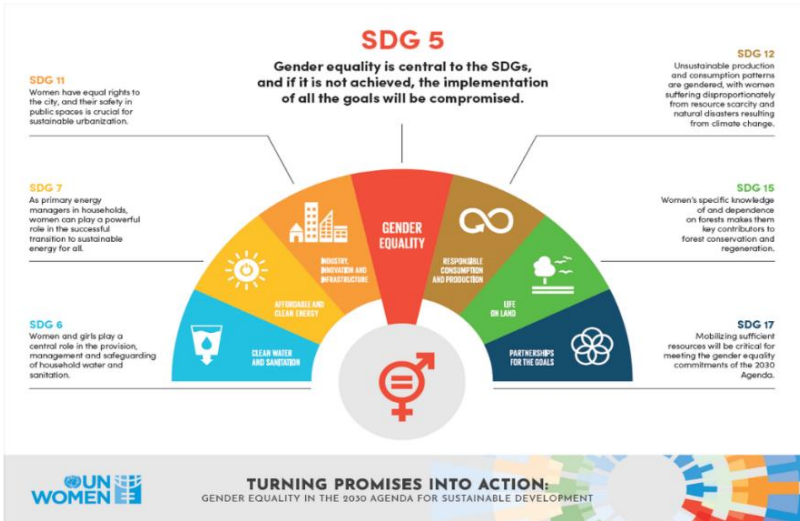 SDG 5
Gender equality is central to the SDGs,
and if it is not achieved, the implementation
of all the goals will be compromised.
SDG 11
Women have equal rights to
the city, and their safety in
public spaces is crucial for
sustainable urbanization.
SDG 7
As primary energy
managers in households,
women can play a powerful
role in the successful
transition to sustainable
energy for all.
SDG 6
Women and girls play a
central role in the provision,
management and safeguarding
of household water and
sanitation.
SDG 12
Unsustainable production
and consumption patterns
are gendered, with women
suffering disproportionately
from resource scarcity and
natural disasters resulting
from climate change.
SDG 15
Women's specific knowledge
of and dependence
on forests makes them
key contributors to
forest conservation and
regeneration.
SDG 17
Mobilizing sufficient
resources will be critical for
meeting the gender equality
commitments of the 2030
Agenda.
CLEAN WATER
AND SANITATION
AFFORDABLE AND
CLEAN ENERGY
INDUSTRY,
INNOVATION AND
INFRASTRUCTURE
GENDER
EQUALITY
RESPONSIBLE
CONSUMPTION
AND PRODUCTION
LIFE
ON LAND
PARTNERSHIPS
FOR THE GOALS
UN
WOMEN
TURNING PROMISES INTO ACTION:
GENDER EQUALITY IN THE 2030 AGENDA FOR SUSTAINABLE DEVELOPMENT